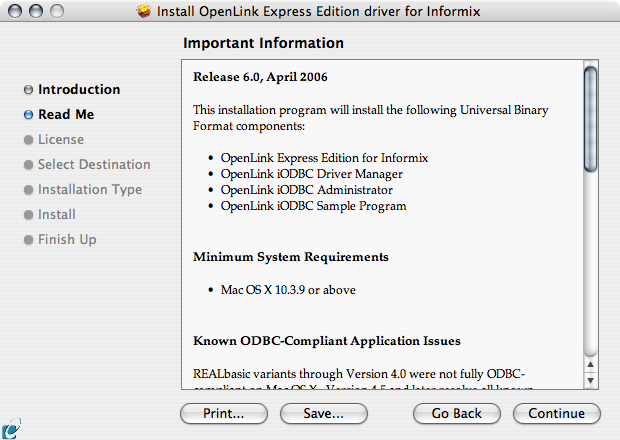 Install OpenLink Express Edition driver for Informix
Important Information
Introduction
Read Me
License
Select Destination
Installation Type
Install
Finish Up
Release 6.0, April 2006
This installation program will install the following Universal Binary
Format components:
• OpenLink Express Edition for Informix
• OpenLink iODBC Driver Manager
• OpenLink iODBC Administrator
• OpenLink iODBC Sample Program
Minimum System Requirements
• Mac OS X 10.3.9 or above
Known ODBC-Compliant Application Issues
REALbasic variants through Version 4.0 were not fully ODBC-
compliant on Mac OS X. Version 4.5 and later resolve all known
Print...
Save...
Go Back
Continue